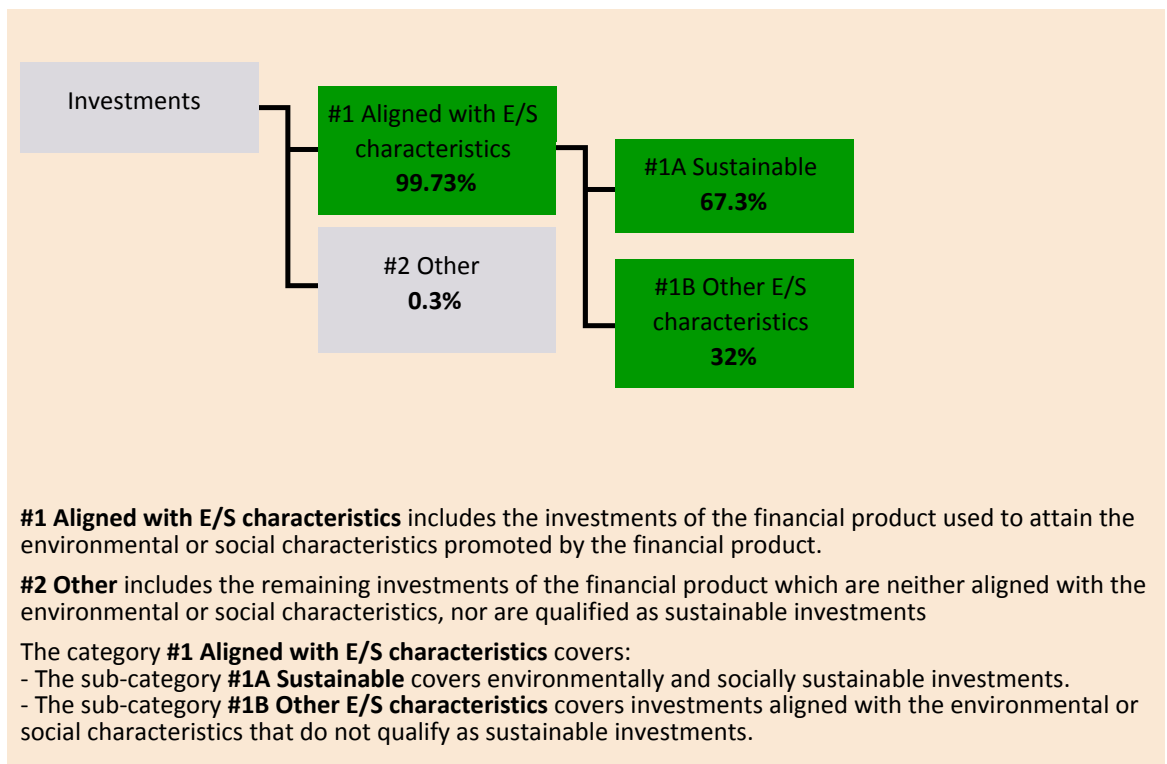 Investments
#1 Aligned with E/S
characteristics
99.73%
#2 Other
0.3%
#1A Sustainable
67.3%
#1B Other E/S
characteristics
32%
#1 Aligned with E/S characteristics includes the investments of the financial product used to attain the
environmental or social characteristics promoted by the financial product.
#2 Other includes the remaining investments of the financial product which are neither aligned with the
environmental or social characteristics, nor are qualified as sustainable investments
The category #1 Aligned with E/S characteristics covers:
- The sub-category #1A Sustainable covers environmentally and socially sustainable investments.
- The sub-category #1B Other E/S characteristics covers investments aligned with the environmental or
social characteristics that do not qualify as sustainable investments.